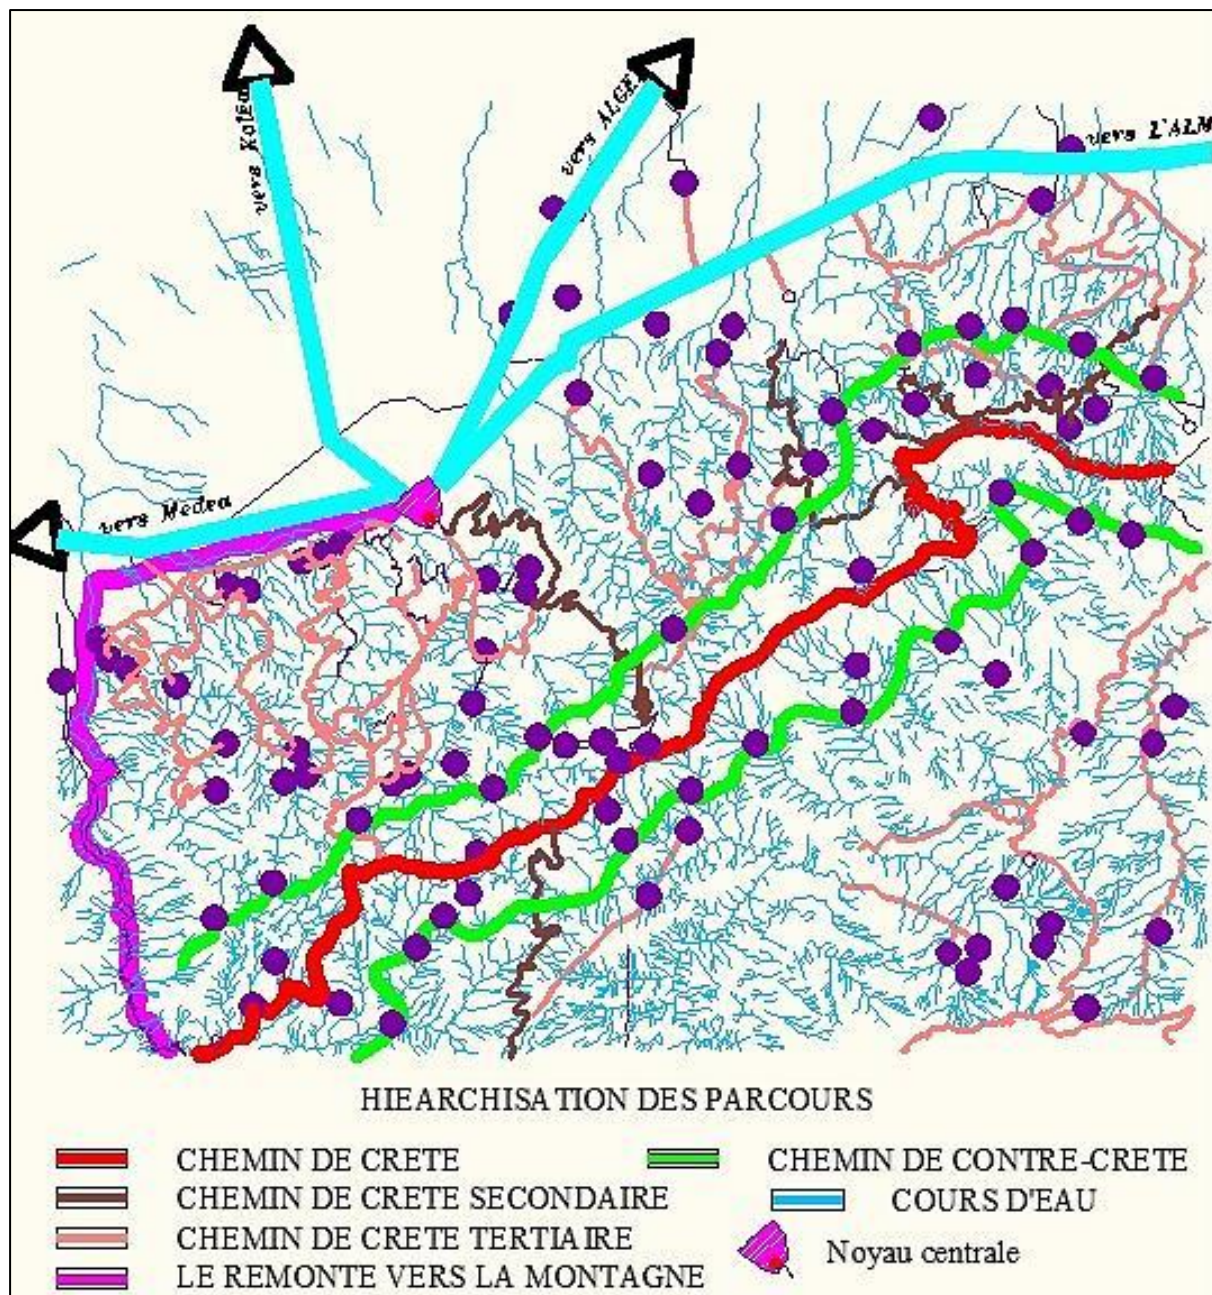 vers Koléa
vers ALGE
vers L'ALM
vers Medea
HIEARCHISATION DES PARCOURS
CHEMIN DE CRETE
CHEMIN DE CONTRE-CRETE
CHEMIN DE CRETE SECONDAIRE
COURS D'EAU
CHEMIN DE CRETE TERTIAIRE
Noyau centrale
LE REMONTE VERS LA MONTAGNE